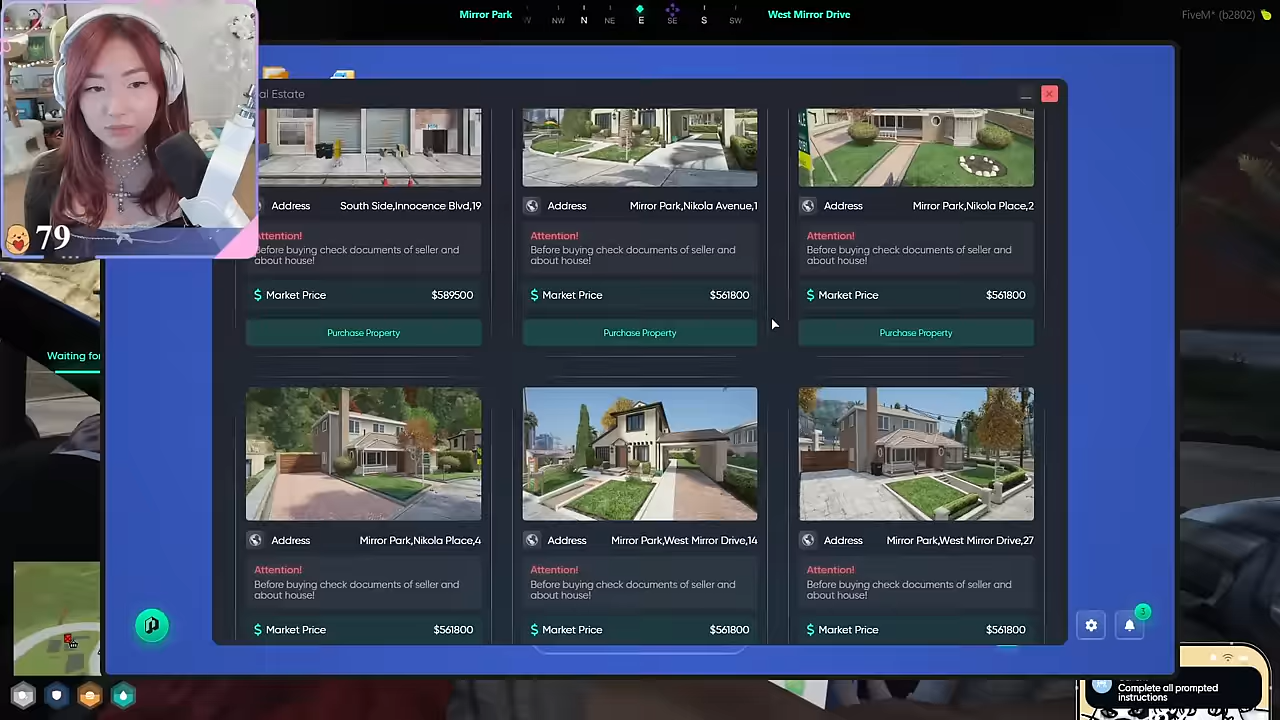 Mirror Park
W
NW
N
NE
E
SE
S
SW
West Mirror Drive
FiveM* (b2802)
al Estate
79
Address
South Side,Innocence Blvd,19
Address
Mirror Park,Nikola Avenue,1
Address
Mirror Park,Nikola Place,2
ttention!
Before buying check documents of seller and
about house!
Attention!
Before buying check documents of seller and
about house!
Attention!
Before buying check documents of seller and
about house!
$ Market Price
$589500
$ Market Price
$561800
$ Market Price
$561800
Purchase Property
Purchase Property
Purchase Property
Waiting for
Address
Mirror Park,Nikola Place,4
Address
Mirror Park,West Mirror Drive,14
Address
Mirror Park,West Mirror Drive,27
Attention!
Before buying check documents of seller and
about house!
Attention!
Before buying check documents of seller and
about house!
Attention!
Before buying check documents of seller and
about house!
$ Market Price
$561800
$ Market Price
$561800
$ Market Price
$561800
3
Complete all prompted
instructions